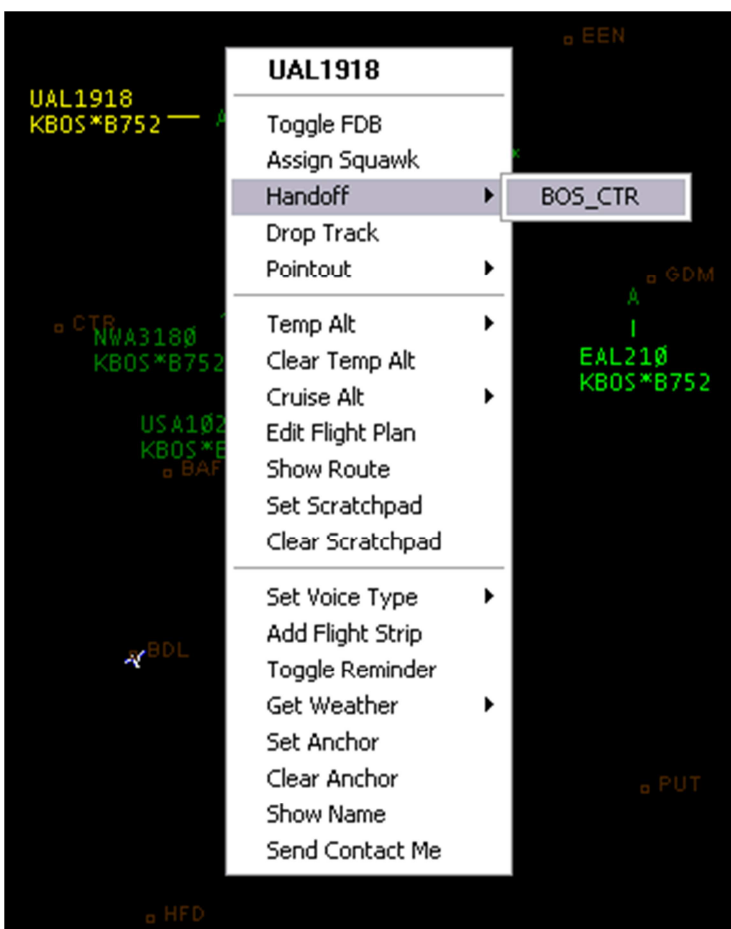 EEN
UAL1918
KBOS*B752
UAL1918
Toggle FDB
Assign Squawk
Handoff
BOS_CTR
Drop Track
Pointout
GDM
A
CTR
NWA3180
KBOS*B752
EAL210
KBOS*B752
USA102
KBOS*B
BAF
Temp Alt
Clear Temp Alt
Cruise Alt
Edit Flight Plan
Show Route
Set Scratchpad
Clear Scratchpad
Set Voice Type
Add Flight Strip
Toggle Reminder
Get Weather
Set Anchor
Clear Anchor
Show Name
Send Contact Me
BDL
PUT
HFD